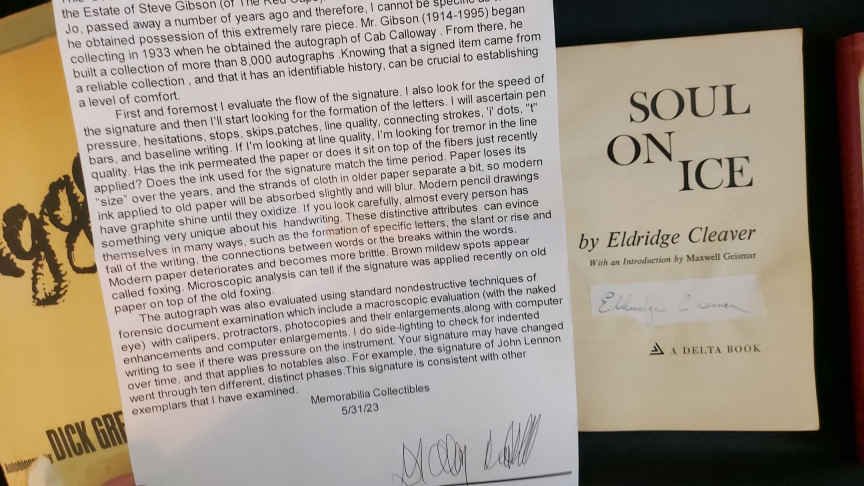 the Estate of Steve Gibson (of The Red Caps)
Jo, passed away a number of years ago and therefore, I cannot be specific as
he obtained possession of this extremely rare piece. Mr. Gibson (1914-1995) began
collecting in 1933 when he obtained the autograph of Cab Calloway . From there, he
built a collection of more than 8,000 autographs .Knowing that a signed item came from
a reliable collection , and that it has an identifiable history, can be crucial to establishing
a level of comfort.
First and foremost I evaluate the flow of the signature. I also look for the speed of
the signature and then I'll start looking for the formation of the letters. I will ascertain pen
pressure, hesitations, stops, skips,patches, line quality, connecting strokes, 'i' dots, "t"
bars, and baseline writing. If I'm looking at line quality, I'm looking for tremor in the line
quality. Has the ink permeated the paper or does it sit on top of the fibers just recently
applied? Does the ink used for the signature match the time period. Paper loses its
"size" over the years, and the strands of cloth in older paper separate a bit, so modern
ink applied to old paper will be absorbed slightly and will blur. Modern pencil drawings
have graphite shine until they oxidize. If you look carefully, almost every person has
something very unique about his handwriting. These distinctive attributes can evince
themselves in many ways, such as the formation of specific letters, the slant or rise and
fall of the writing, the connections between words or the breaks within the words.
Modern paper deteriorates and becomes more brittle. Brown mildew spots appear
called foxing. Microscopic analysis can tell if the signature was applied recently on old
paper on top of the old foxing.
The autograph was also evaluated using standard nondestructive techniques of
forensic document examination which include a macroscopic evaluation (with the naked
eye) with calipers, protractors, photocopies and their enlargements,along with computer
enhancements and computer enlargements. I do side-lighting to check for indented
writing to see if there was pressure on the instrument. Your signature may have changed
over time, and that applies to notables also. For example, the signature of John Lennon
went through ten different, distinct phases.This signature is consistent with other
exemplars that I have examined.
Memorabilia Collectibles
5/31/23
DICK GRE
SOUL
ON
ICE
by Eldridge Cleaver
With an Introduction by Maxwell Geismar
Eldridge Cleaver
A DELTA BOOK